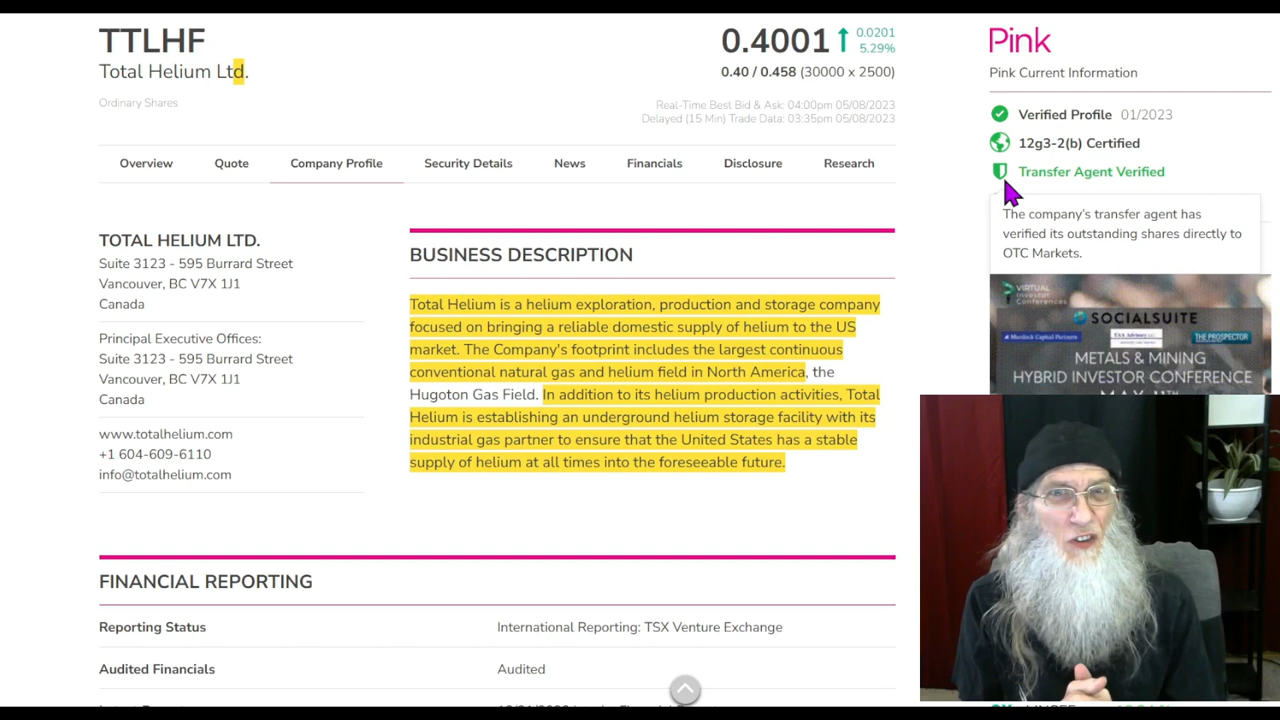 TTLHF
Total Helium Ltd.
Ordinary Shares
0.4001
0.0201
5.29%
0.40 / 0.458 (30000 x 2500)
Real-Time Best Bid & Ask: 04:00pm 05/08/2023
Delayed (15 Min) Trade Data: 03:35pm 05/08/2023
Overview Quote Company Profile Security Details News Financials Disclosure Research
TOTAL HELIUM LTD.
Suite 3123 - 595 Burrard Street
Vancouver, BC V7X 1J1
Canada
Principal Executive Offices:
Suite 3123 - 595 Burrard Street
Vancouver, BC V7X 1J1
Canada
www.totalhelium.com
+1 604-609-6110
info@totalhelium.com
BUSINESS DESCRIPTION
Total Helium is a helium exploration, production and storage company
focused on bringing a reliable domestic supply of helium to the US
market. The Company's footprint includes the largest continuous
conventional natural gas and helium field in North America, the
Hugoton Gas Field. In addition to its helium production activities, Total
Helium is establishing an underground helium storage facility with its
industrial gas partner to ensure that the United States has a stable
supply of helium at all times into the foreseeable future.
FINANCIAL REPORTING
Reporting Status International Reporting: TSX Venture Exchange
Audited Financials Audited
Pink
Pink Current Information
Verified Profile 01/2023
12g3-2(b) Certified
Transfer Agent Verified
The company's transfer agent has
verified its outstanding shares directly to
OTC Markets.
VIRTUAL
Investor
Conferences
SOCIALSUITE
Murdock Capital Partners
THE PROSPECTOR
METALS & MINING
HYBRID INVESTOR CONFERENCE